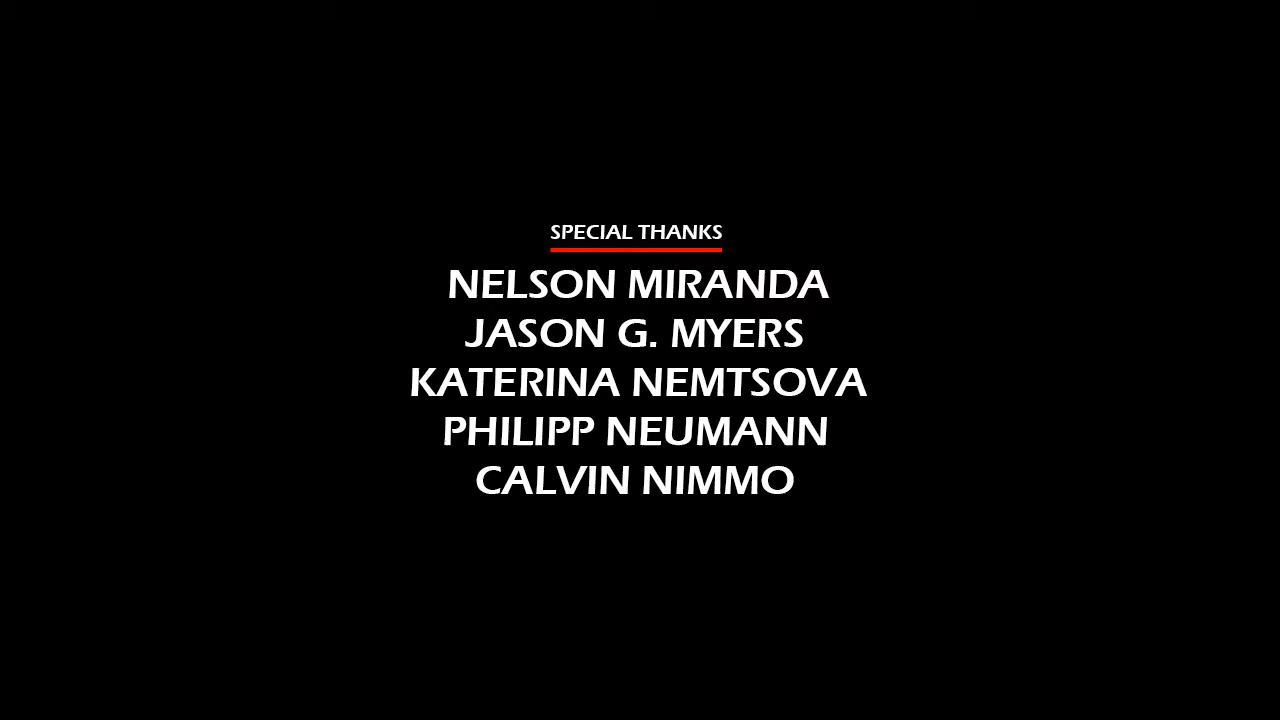 SPECIAL THANKS
NELSON MIRANDA
JASON G. MYERS
KATERINA NEMTSOVA
PHILIPP NEUMANN
CALVIN NIMMO